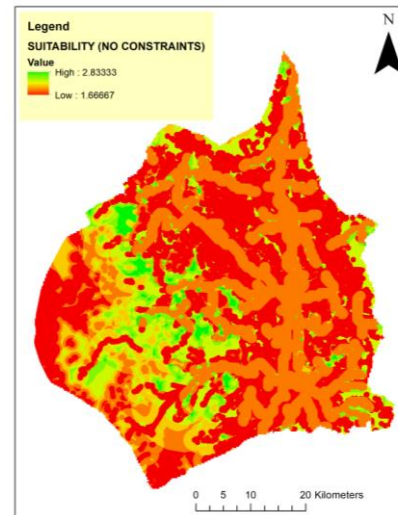 Legend
SUITABILITY (NO CONSTRAINTS)
Value
High : 2.83333
Low : 1.66667
N
0 5 10 20 Kilometers